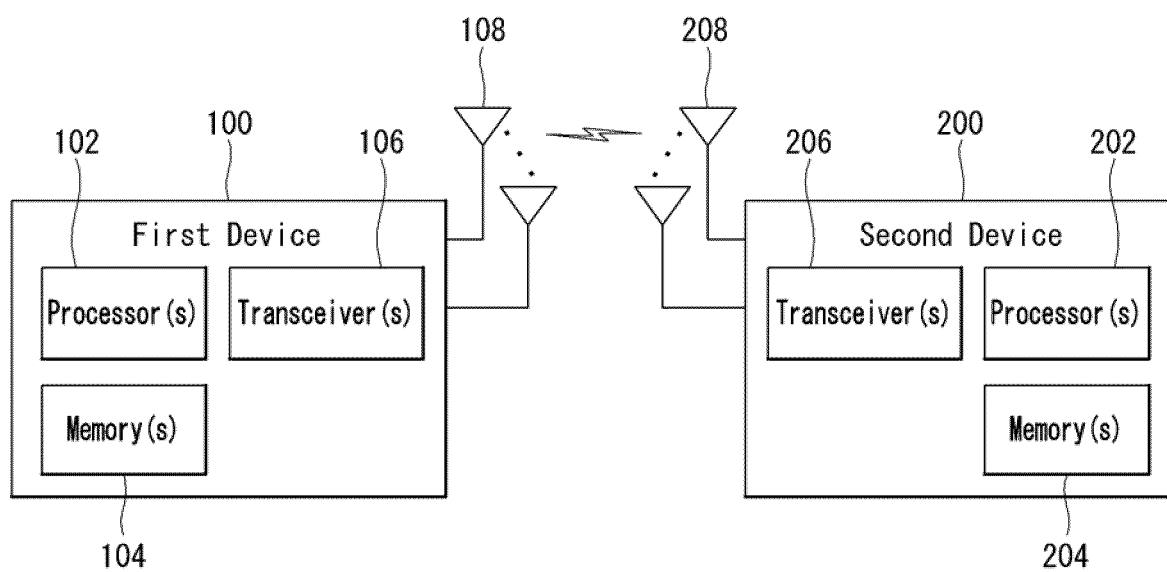 108 208
100 200
102 106 206 202
First Device Second Device
Processor(s) Transceiver(s) Transceiver(s) Processor(s)
Memory(s) Memory(s)
104 204